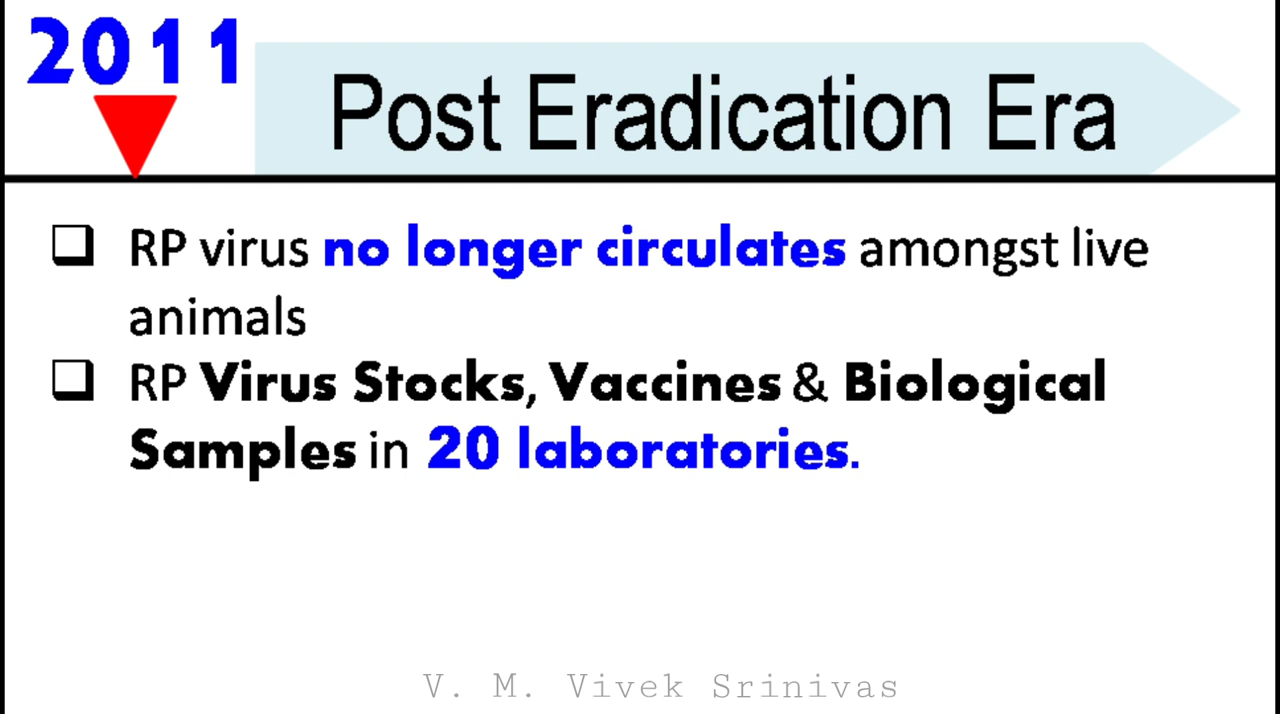 2011
Post Eradication Era
RP virus no longer circulates amongst live
animals
RP Virus Stocks, Vaccines & Biological
Samples in 20 laboratories.
V. M. Vivek Srinivas